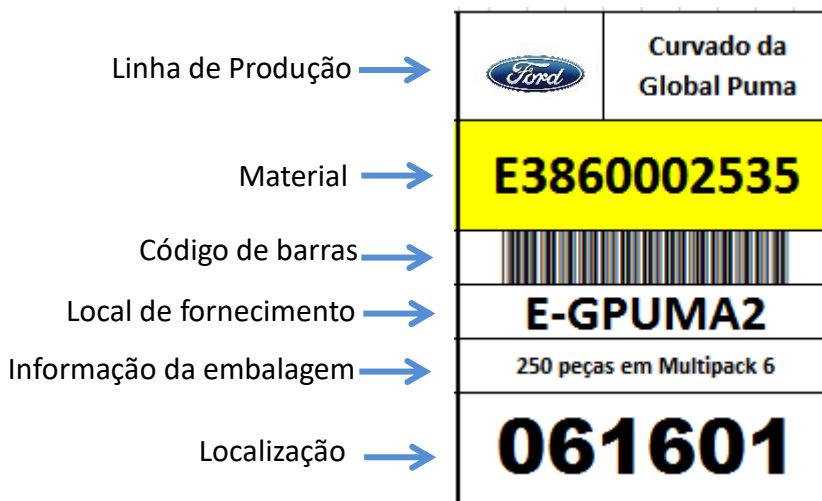 Linha de Produção
Ford
Curvado da
Global Puma
Material
E3860002535
Código de barras
Local de fornecimento
E-GPUMA2
Informação da embalagem
250 peças em Multipack 6
Localização
061601